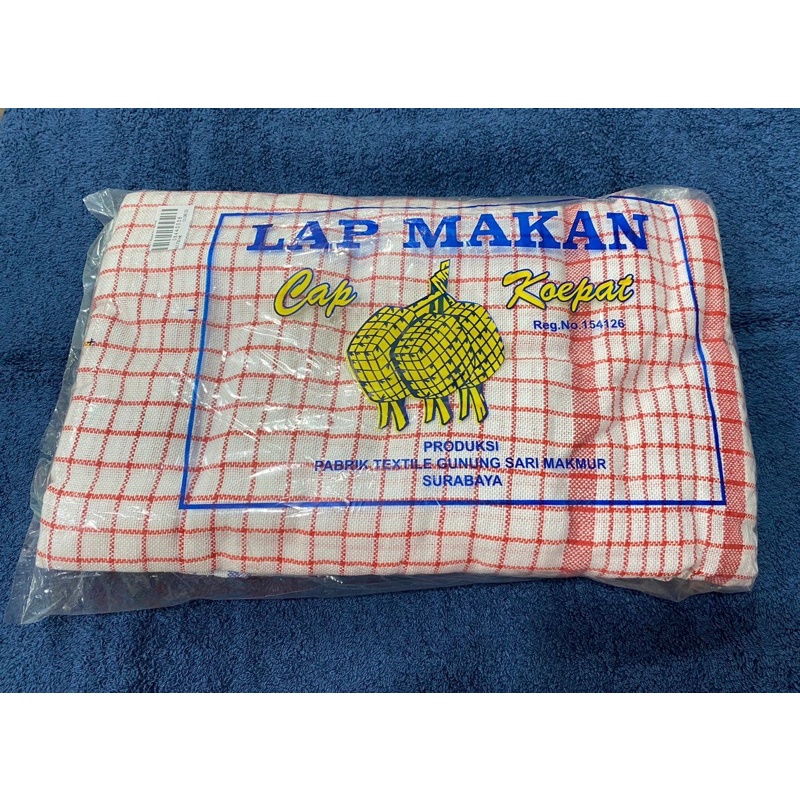 LAP MAKAN
Cap Koepat
Reg.No.154126
PRODUKSI
PABRIK TEXTILE GUNUNG SARI MAKMUR
SURABAYA